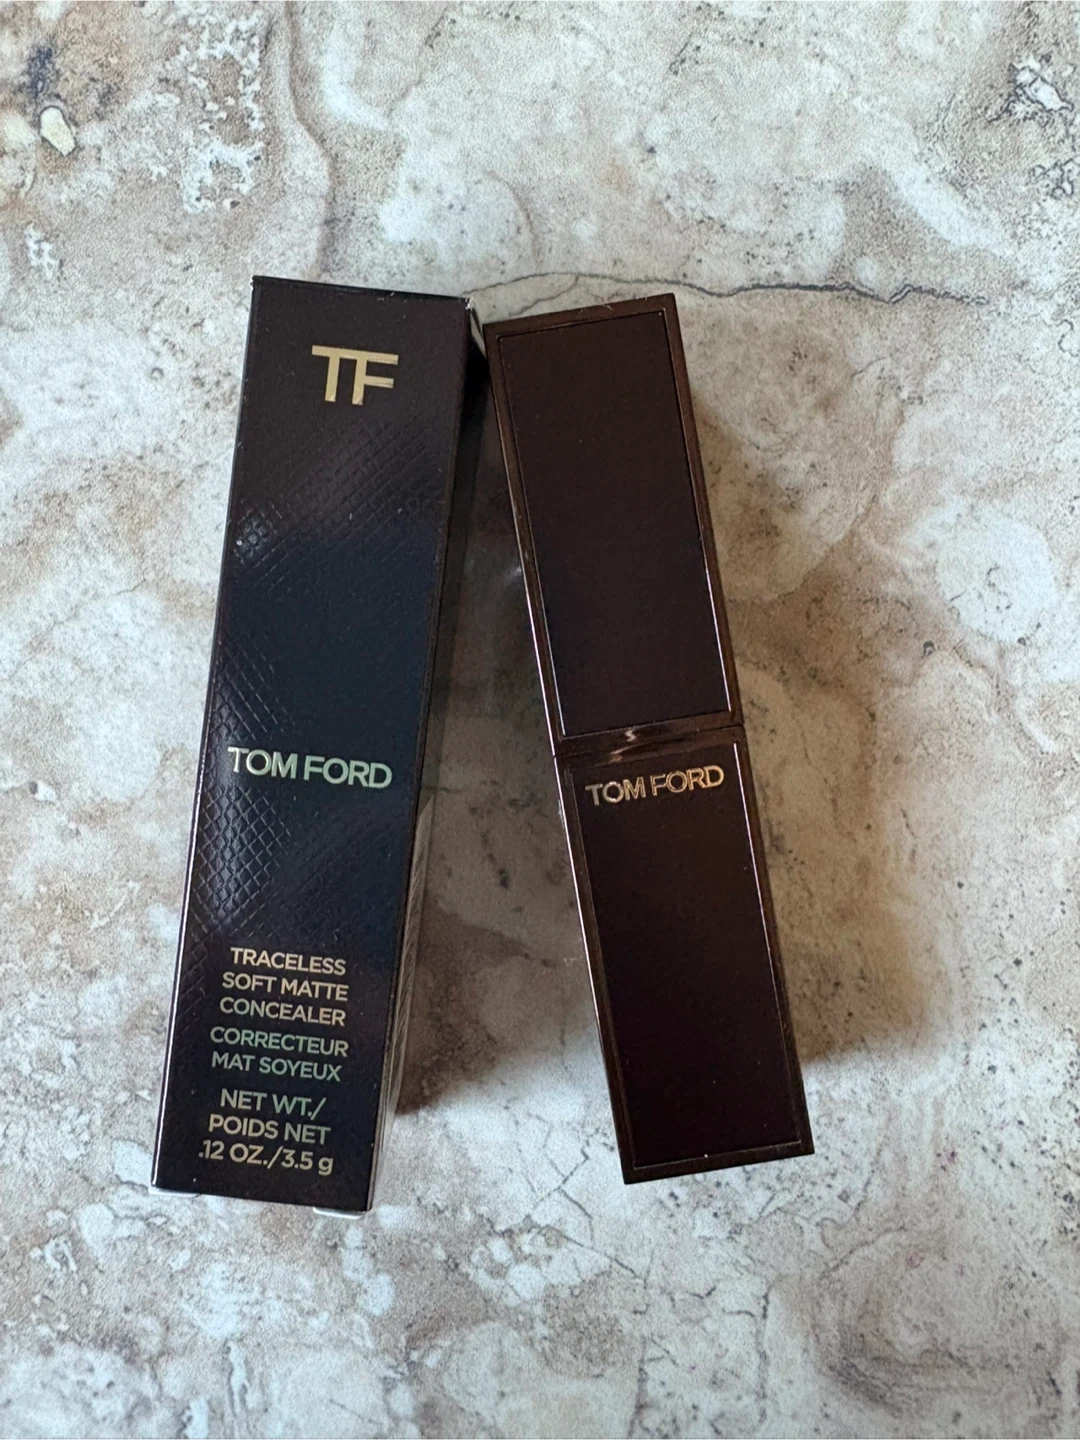 TF
TOM FORD
TRACELESS
SOFT MATTE
CONCEALER
CORRECTEUR
MAT SOYEUX
NET WT./
POIDS NET
.12 OZ./3.5 g
TOM FORD